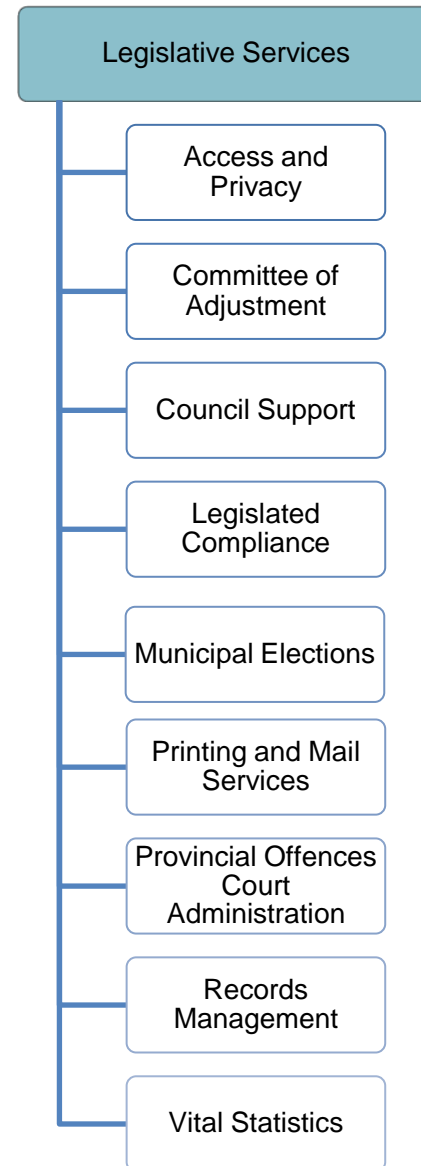 Legislative Services
Access and
Privacy
Committee of
Adjustment
Council Support
Legislated
Compliance
Municipal Elections
Printing and Mail
Services
Provincial Offences
Court
Administration
Records
Management
Vital Statistics